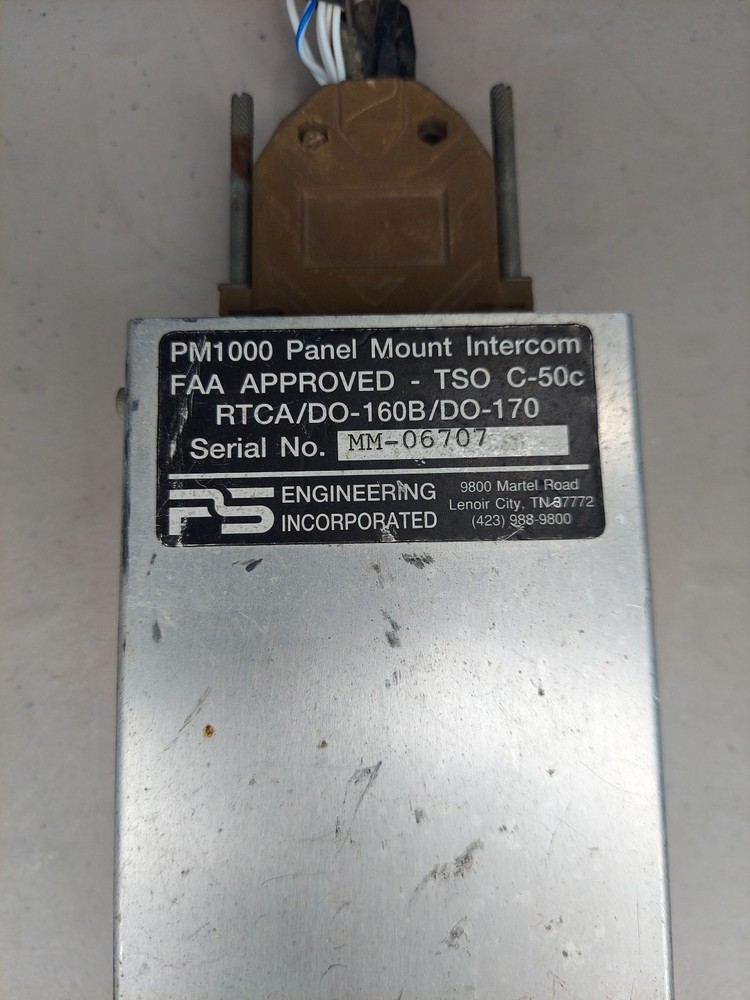 PM1000 Panel Mount Intercom
FAA APPROVED - TSO C-50c
RTCA/DO-160B/DO-170
Serial No. MM-06707
PS ENGINEERING
INCORPORATED
9800 Martel Road
Lenoir City, TN 37772
(423) 988-9800